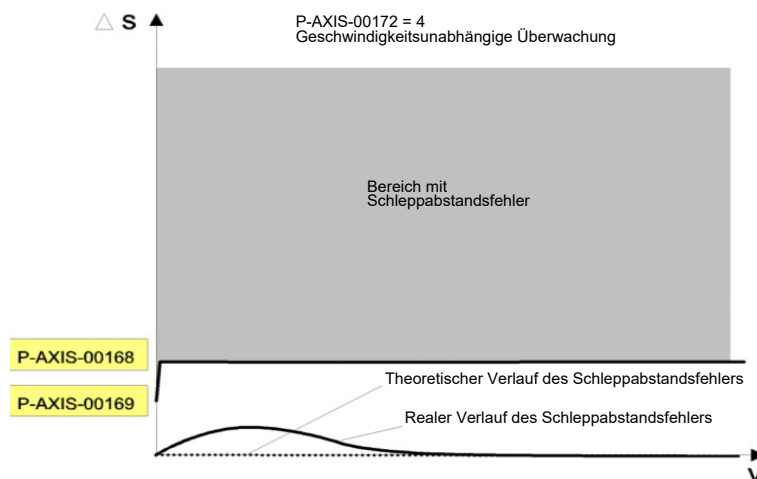 △ S
P-AXIS-00172 = 4
Geschwindigkeitsunabhängige Überwachung
Bereich mit
Schleppabstandsfehler
P-AXIS-00168
Theoretischer Verlauf des Schleppabstandsfehlers
P-AXIS-00169
Realer Verlauf des Schleppabstandsfehlers
V